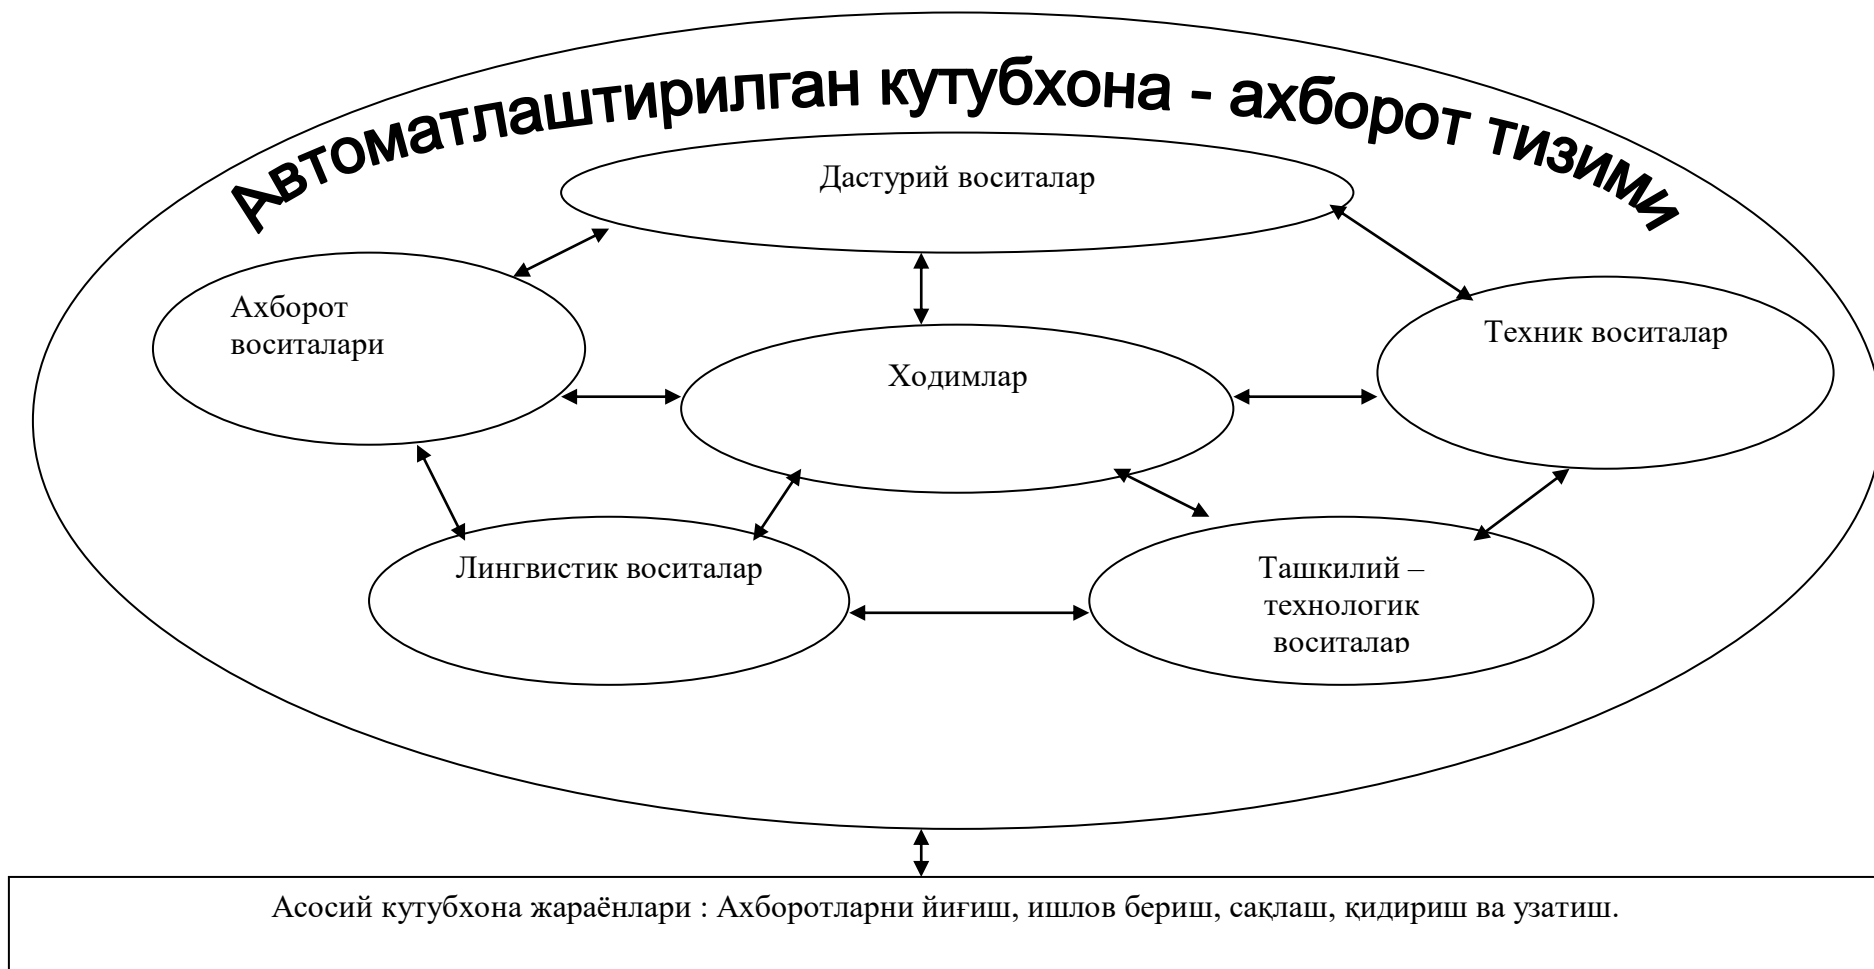 Автоматлаштирилган кутубхона - ахборот тизими
Дастурий воситалар
Ахборот
воситалари
Техник воситалар
Ходимлар
Лингвистик воситалар
Ташкилий –
технологик
воситалар
Асосий кутубхона жараёнлари : Ахборотларни йиғиш, ишлов бериш, сақлаш, қидириш ва узатиш.